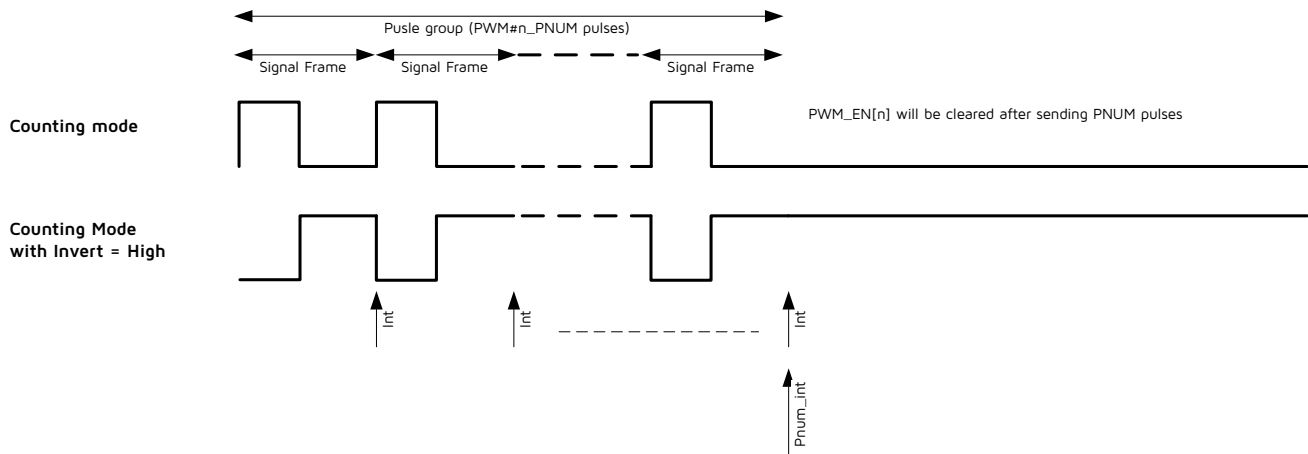 Pusle group (PWM#n_PNUM pulses)
Signal Frame
Signal Frame
Signal Frame
Counting mode
PWM_EN[n] will be cleared after sending PNUM pulses
Counting Mode
with Invert = High
Int
Int
Int
Pnum_int